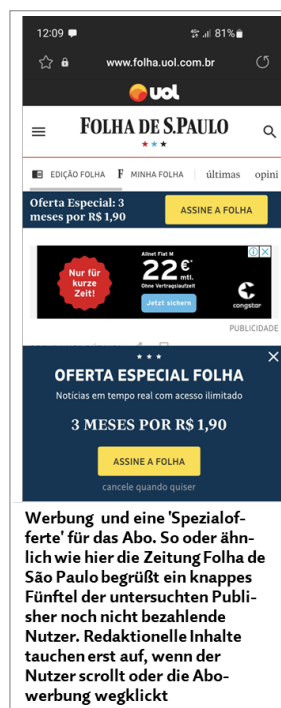 12:09 81%
www.folha.uol.com.br
uol
FOLHA DE S.PAULO
EDIÇÃO FOLHA F MINHA FOLHA últimas opini
Oferta Especial: 3
meses por R$ 1,90
ASSINE A FOLHA
Nur für
kurze
Zeit!
Allnet Flat M
22€ mtl.
Ohne Vertragslaufzeit
Jetzt sichern
congstar
PUBLICIDADE
OFERTA ESPECIAL FOLHA
Notícias em tempo real com acesso ilimitado
3 MESES POR R$ 1,90
ASSINE A FOLHA
cancele quando quiser
Werbung und eine 'Spezialof-
ferte' für das Abo. So oder ähn-
lich wie hier die Zeitung Folha de
São Paulo begrüßt ein knappes
Fünftel der untersuchten Publi-
sher noch nicht bezahlende
Nutzer. Redaktionelle Inhalte
tauchen erst auf, wenn der
Nutzer scrollt oder die Abo-
werbung wegklickt